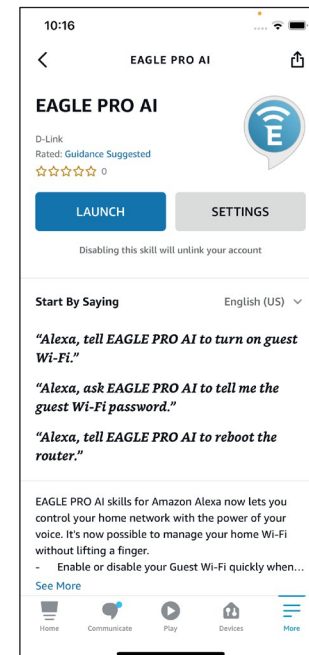 10:16
EAGLE PRO AI
EAGLE PRO AI
D-Link
Rated: Guidance Suggested
0
E
LAUNCH
SETTINGS
Disabling this skill will unlink your account
Start By Saying
English (US)
“Alexa, tell EAGLE PRO AI to turn on guest
Wi-Fi.”
“Alexa, ask EAGLE PRO AI to tell me the
guest Wi-Fi password.”
“Alexa, tell EAGLE PRO AI to reboot the
router.”
EAGLE PRO AI skills for Amazon Alexa now lets you
control your home network with the power of your
voice. It's now possible to manage your home Wi-Fi
without lifting a finger.
- Enable or disable your Guest Wi-Fi quickly when...
See More
Home
Communicate
Play
Devices
More